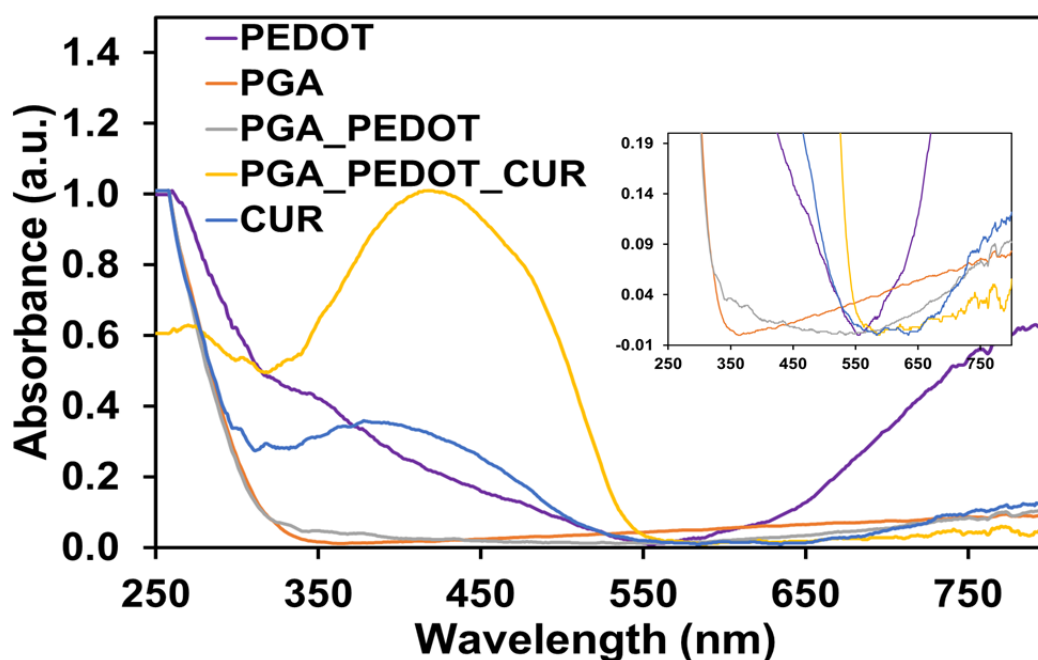 Absorbance (a.u.)
1.4
1.2
1.0
0.8
0.6
0.4
0.2
0.0
PEDOT
PGA
PGA_PEDOT
PGA_PEDOT_CUR
CUR
0.19
0.14
0.09
0.04
-0.01
250 350 450 550 650 750
250 350 450 550 650 750
Wavelength (nm)